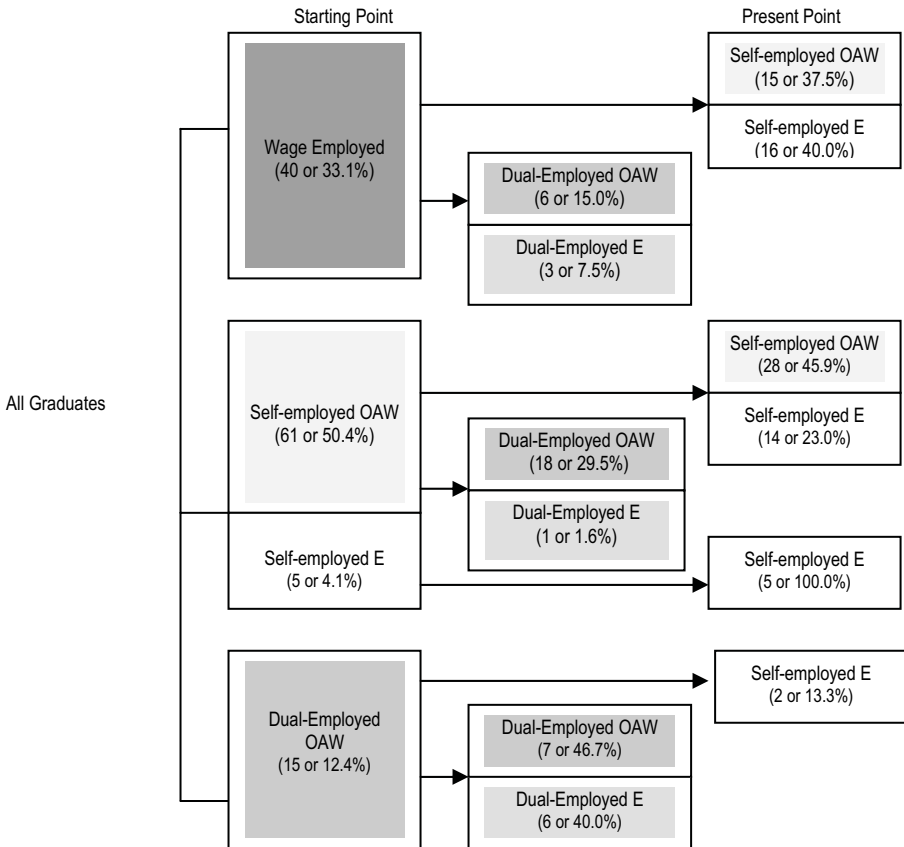 Starting Point
Present Point
All Graduates
Wage Employed
(40 or 33.1%)
Self-employed OAW
(15 or 37.5%)
Self-employed E
(16 or 40.0%)
Dual-Employed OAW
(6 or 15.0%)
Dual-Employed E
(3 or 7.5%)
Self-employed OAW
(61 or 50.4%)
Self-employed OAW
(28 or 45.9%)
Self-employed E
(14 or 23.0%)
Dual-Employed OAW
(18 or 29.5%)
Dual-Employed E
(1 or 1.6%)
Self-employed E
(5 or 4.1%)
Self-employed E
(5 or 100.0%)
Dual-Employed
OAW
(15 or 12.4%)
Self-employed E
(2 or 13.3%)
Dual-Employed OAW
(7 or 46.7%)
Dual-Employed E
(6 or 40.0%)